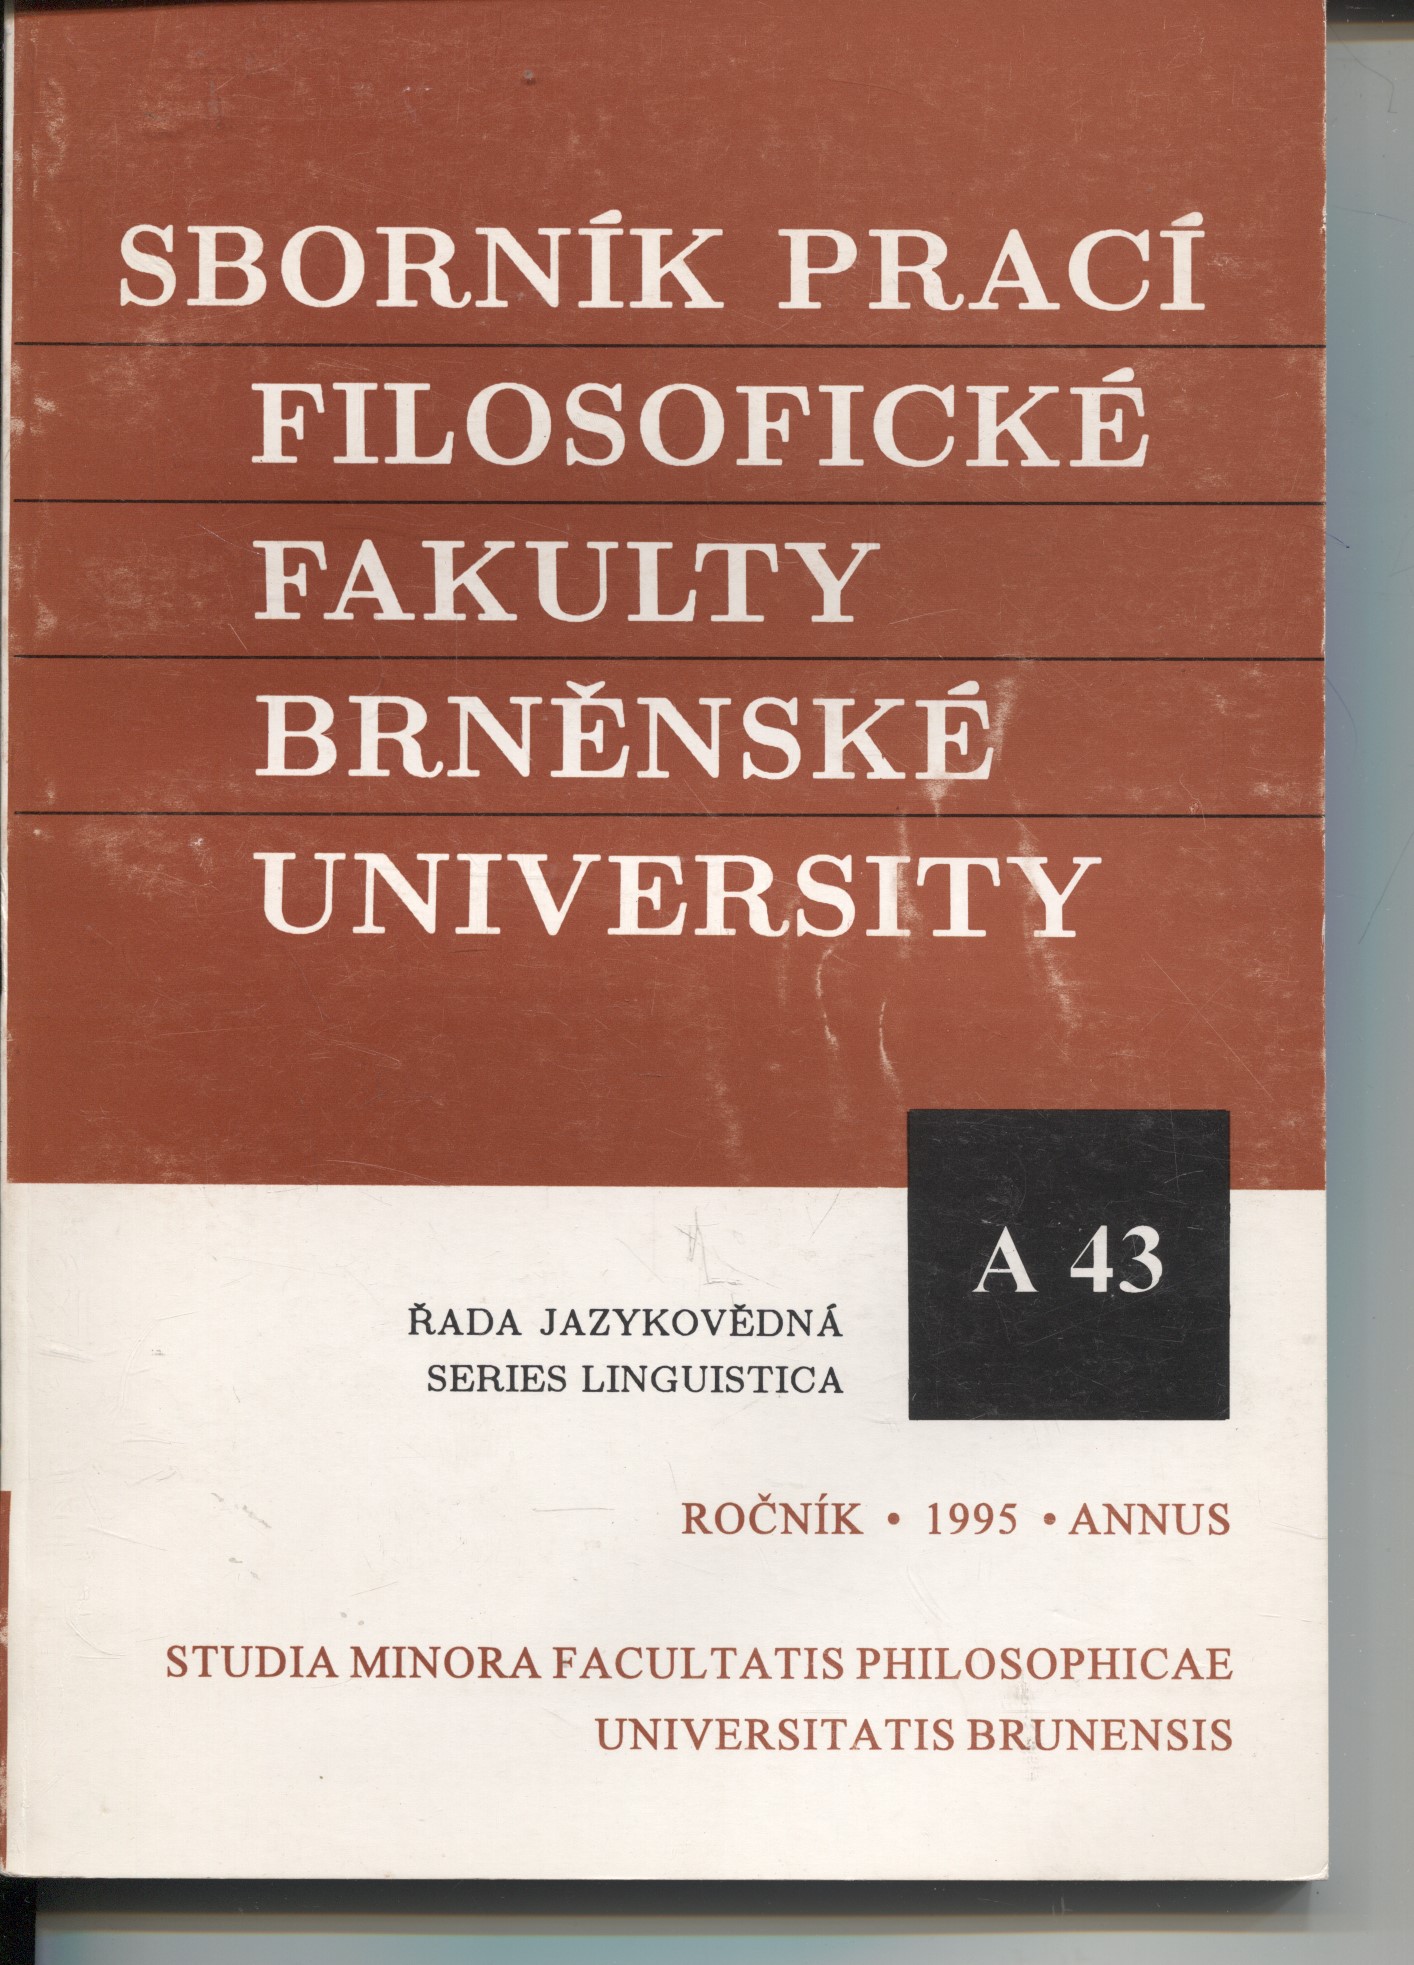 SBORNÍK PRACÍ
FILOSOFICKÉ
FAKULTY
BRNĚNSKÉ
UNIVERSITY
A 43
ŘADA JAZYKOVĚDNÁ
SERIES LINGUISTICA
ROČNÍK • 1995 • ANNUS
STUDIA MINORA FACULTATIS PHILOSOPHICAE
UNIVERSITATIS BRUNENSIS